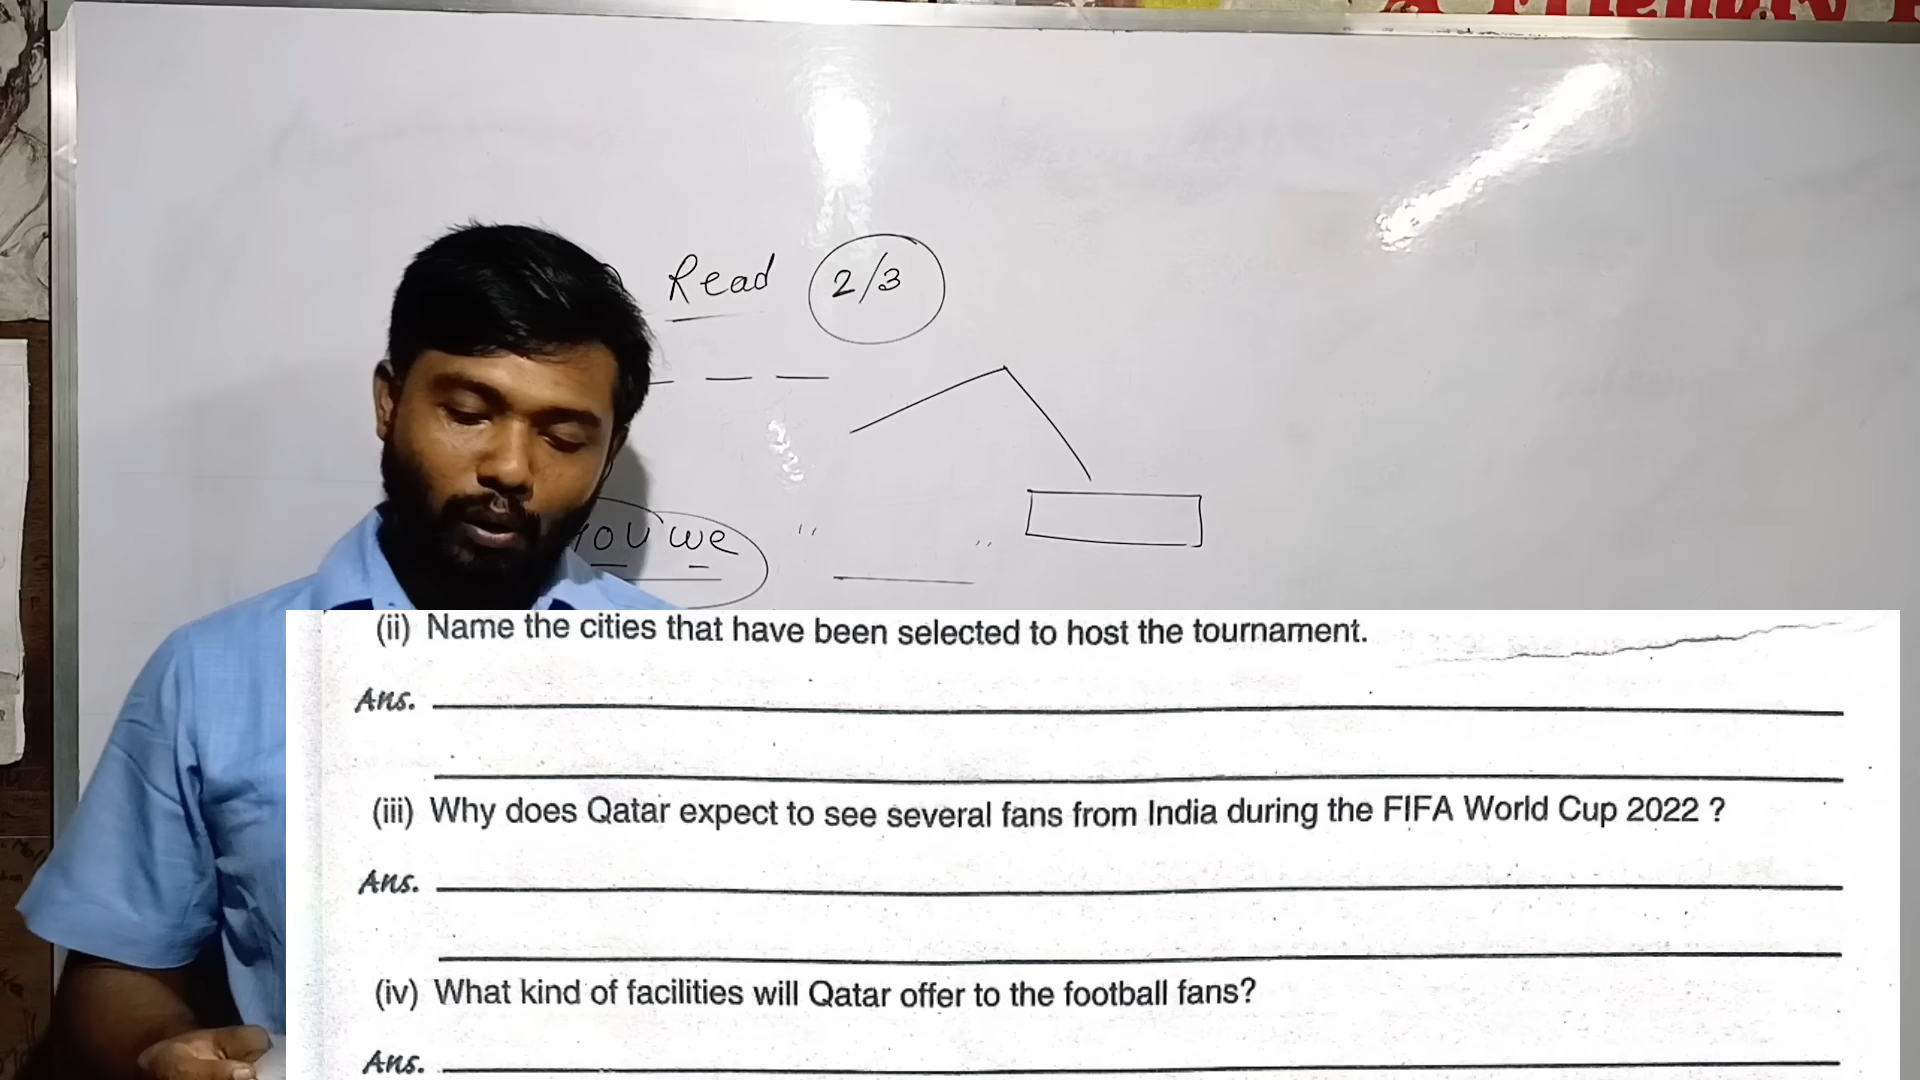 A Friendly
Read 2/3
you we
" "
(ii) Name the cities that have been selected to host the tournament.
Ans.
(iii) Why does Qatar expect to see several fans from India during the FIFA World Cup 2022 ?
Ans.
(iv) What kind of facilities will Qatar offer to the football fans?
Ans.